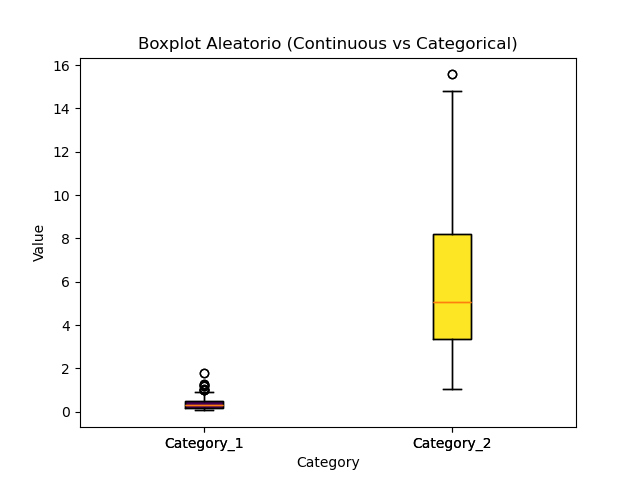 Boxplot Aleatorio (Continuous vs Categorical)
16
14
12
10
8
6
4
2
0
Value
Category_1
Category_2
Category